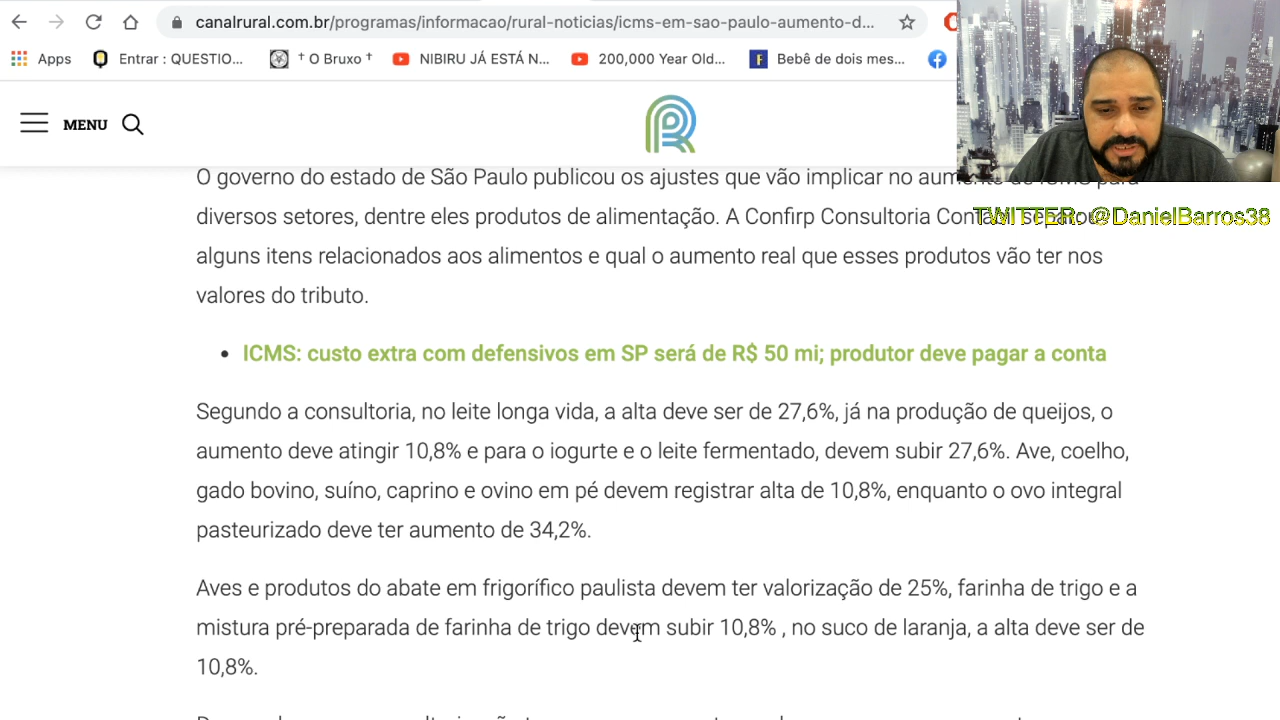 canalrural.com.br/programas/informacao/rural-noticias/icms-em-sao-paulo-aumento-d...
Apps
Entrar : QUESTIO...
† O Bruxo †
NIBIRU JÁ ESTÁ N...
200,000 Year Old...
Bebê de dois mes...
MENU
O governo do estado de São Paulo publicou os ajustes que vão implicar no aumento do ICMS para
TWITTER: @DanielBarros38
diversos setores, dentre eles produtos de alimentação. A Confirp Consultoria
alguns itens relacionados aos alimentos e qual o aumento real que esses produtos vão ter nos
valores do tributo.
• ICMS: custo extra com defensivos em SP será de R$ 50 mi; produtor deve pagar a conta
Segundo a consultoria, no leite longa vida, a alta deve ser de 27,6%, já na produção de queijos, o
aumento deve atingir 10,8% e para o iogurte e o leite fermentado, devem subir 27,6%. Ave, coelho,
gado bovino, suíno, caprino e ovino em pé devem registrar alta de 10,8%, enquanto o ovo integral
pasteurizado deve ter aumento de 34,2%.
Aves e produtos do abate em frigorífico paulista devem ter valorização de 25%, farinha de trigo e a
mistura pré-preparada de farinha de trigo devem subir 10,8% , no suco de laranja, a alta deve ser de
10,8%.